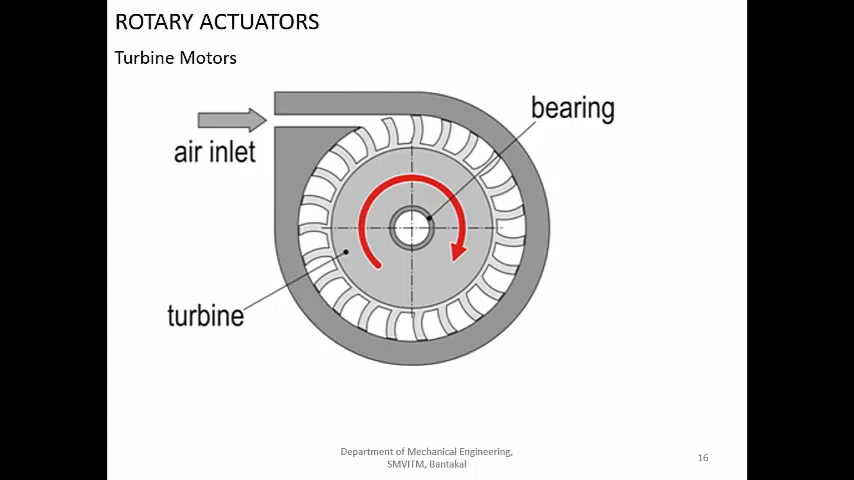 ROTARY ACTUATORS
Turbine Motors
bearing
air inlet
turbine
Department of Mechanical Engineering,
SMVITM, Bantakal
16